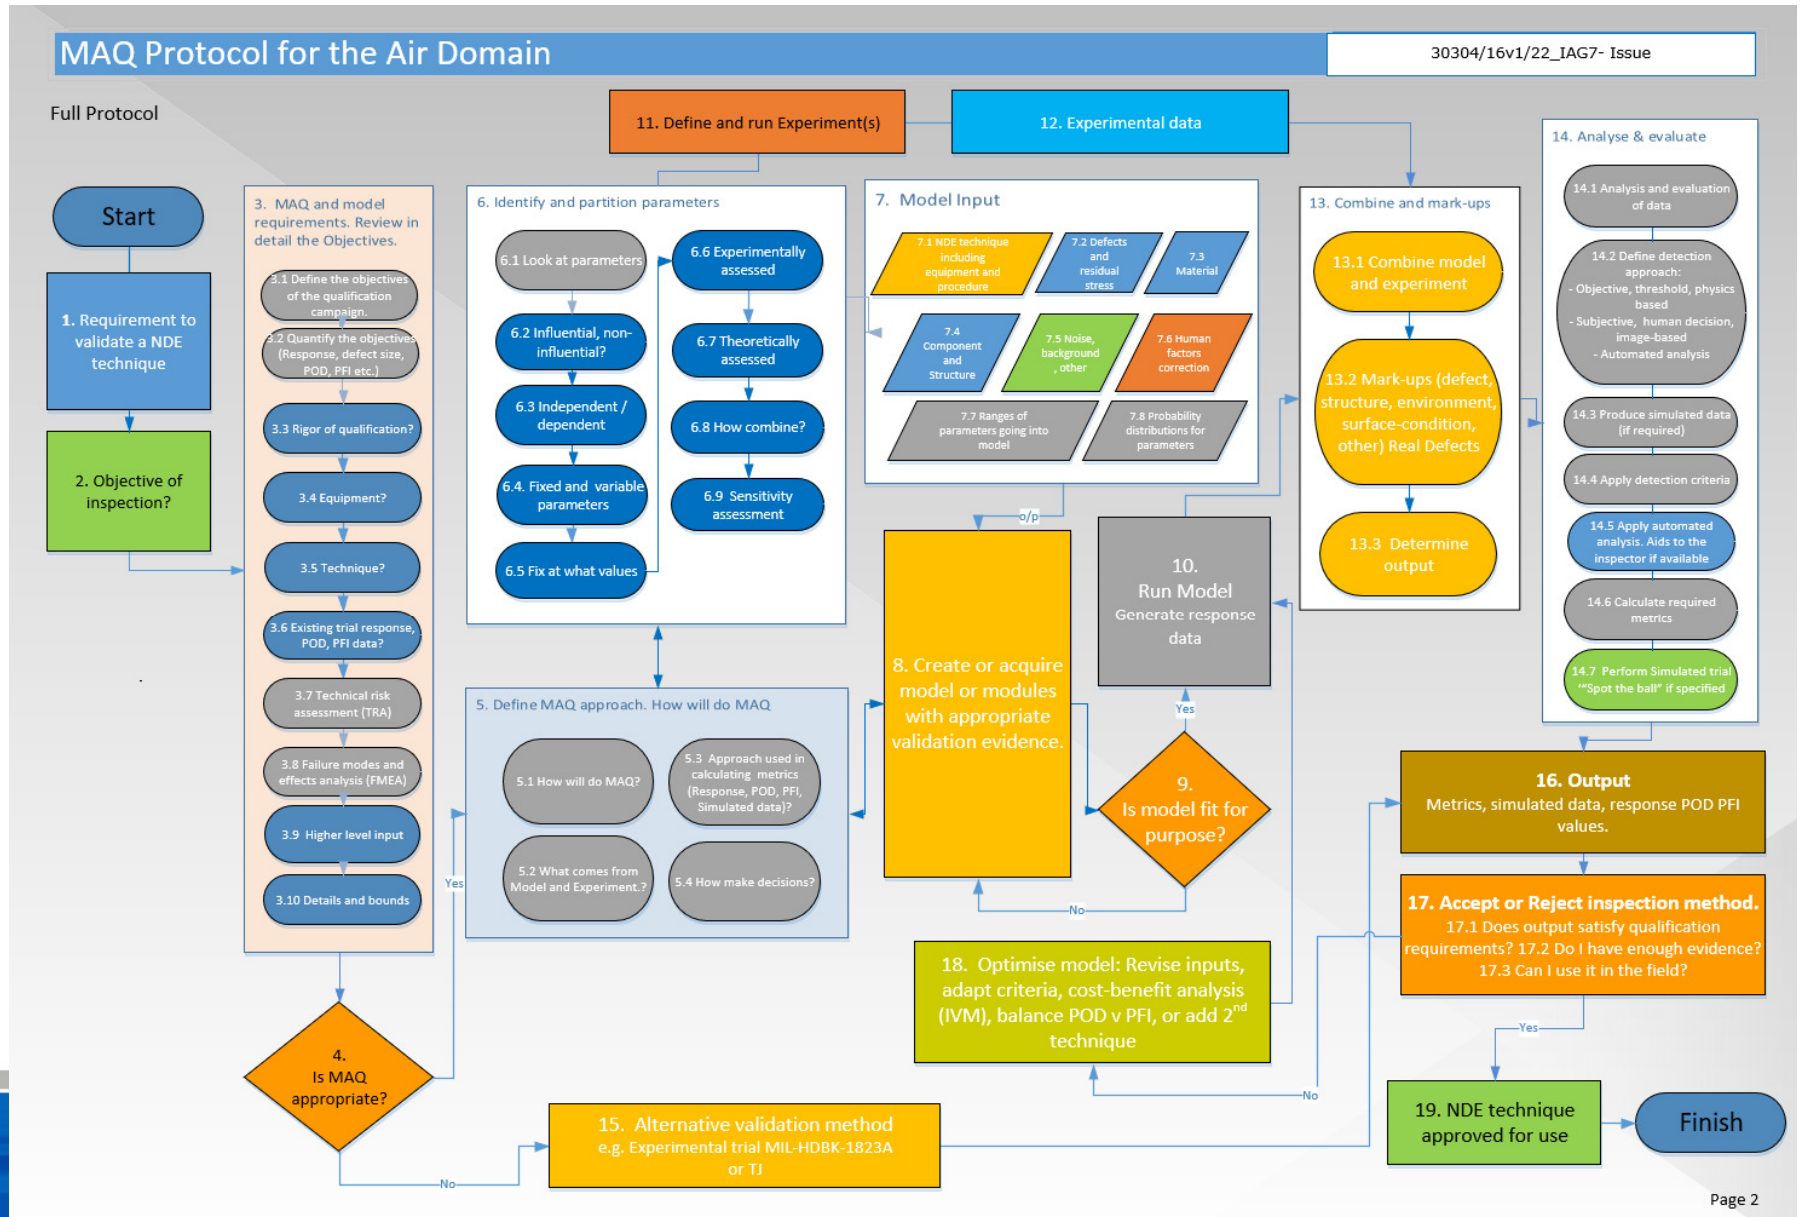 MAQ Protocol for the Air Domain
30304/16v1/22_IAG7- Issue
Full Protocol
Start
1. Requirement to
validate a NDE
technique
2. Objective of
inspection?
3. MAQ and model
requirements. Review in
detail the Objectives.
3.1 Define the objectives
of the qualification
campaign.
3.2 Quantify the objectives
(Response, defect size,
POD, PFI etc.)
3.3 Rigor of qualification?
3.4 Equipment?
3.5 Technique?
3.6 Existing trial response,
POD, PFI data?
3.7 Technical risk
assessment (TRA)
3.8 Failure modes and
effects analysis (FMEA)
3.9 Higher level input
3.10 Details and bounds
4.
Is MAQ
appropriate?
Yes
No
5. Define MAQ approach. How will do MAQ
5.1 How will do MAQ?
5.2 What comes from
Model and Experiment.?
5.3 Approach used in
calculating metrics
(Response, POD, PFI,
Simulated data)?
5.4 How make decisions?
6. Identify and partition parameters
6.1 Look at parameters
6.2 Influential, non-
influential?
6.3 Independent /
dependent
6.4. Fixed and variable
parameters
6.5 Fix at what values
6.6 Experimentally
assessed
6.7 Theoretically
assessed
6.8 How combine?
6.9 Sensitivity
assessment
7. Model Input
7.1 NDE technique
including
equipment and
procedure
7.2 Defects
and
residual
stress
7.3
Material
7.4
Component
and
Structure
7.5 Noise,
background
, other
7.6 Human
factors
correction
7.7 Ranges of
parameters going into
model
7.8 Probability
distributions for
parameters
o/p
8. Create or acquire
model or modules
with appropriate
validation evidence.
9.
Is model fit for
purpose?
Yes
No
10.
Run Model
Generate response
data
11. Define and run Experiment(s)
12. Experimental data
13. Combine and mark-ups
13.1 Combine model
and experiment
13.2 Mark-ups (defect,
structure, environment,
surface-condition,
other) Real Defects
13.3 Determine
output
14. Analyse & evaluate
14.1 Analysis and evaluation
of data
14.2 Define detection
approach:
- Objective, threshold, physics
based
- Subjective, human decision,
image-based
- Automated analysis
14.3 Produce simulated data
(if required)
14.4 Apply detection criteria
14.5 Apply automated
analysis. Aids to the
inspector if available
14.6 Calculate required
metrics
14.7 Perform Simulated trial
““Spot the ball” if specified
15. Alternative validation method
e.g. Experimental trial MIL-HDBK-1823A
or TJ
16. Output
Metrics, simulated data, response POD PFI
values.
17. Accept or Reject inspection method.
17.1 Does output satisfy qualification
requirements? 17.2 Do I have enough evidence?
17.3 Can I use it in the field?
Yes
No
18. Optimise model: Revise inputs,
adapt criteria, cost-benefit analysis
(IVM), balance POD v PFI, or add 2nd
technique
19. NDE technique
approved for use
Finish
Page 2